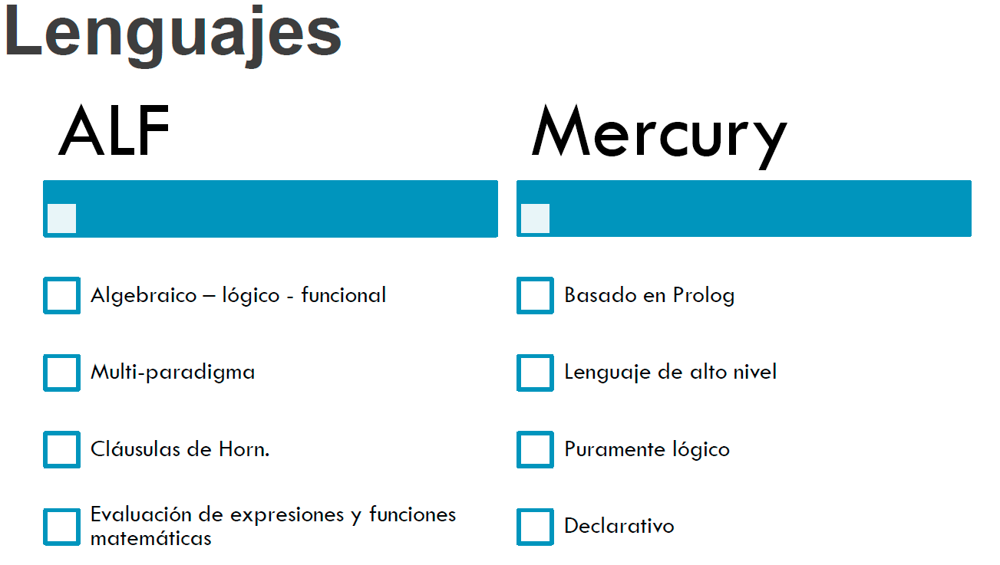 Lenguajes
ALF
Algebraico – lógico - funcional
Multi-paradigma
Cláusulas de Horn.
Evaluación de expresiones y funciones
matemáticas
Mercury
Basado en Prolog
Lenguaje de alto nivel
Puramente lógico
Declarativo